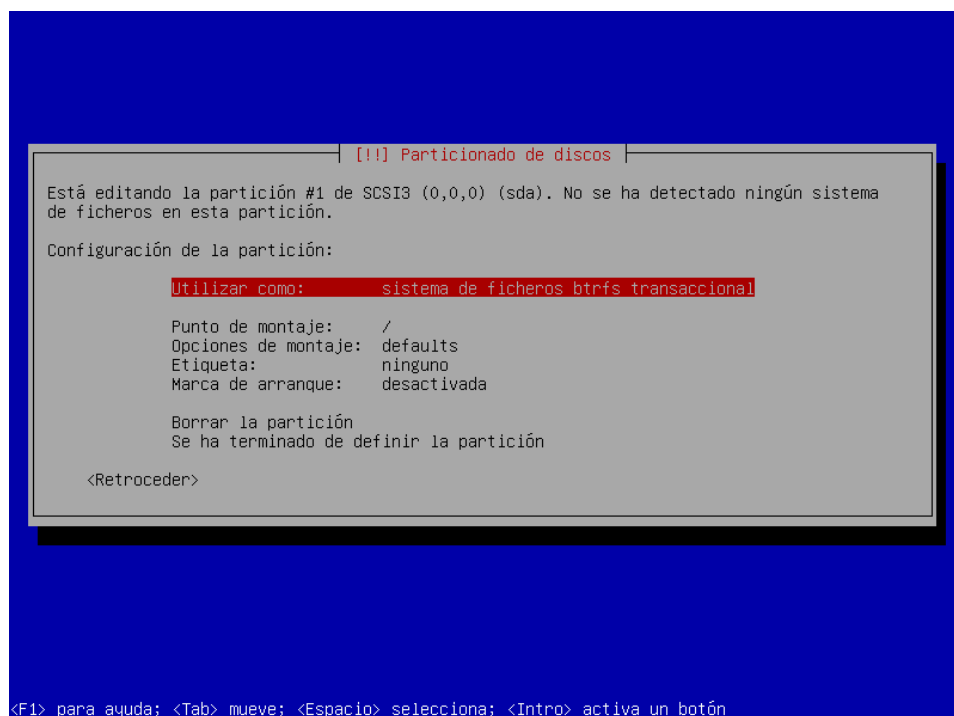 [!!] Particionado de discos
Está editando la partición #1 de SCSI3 (0,0,0) (sda). No se ha detectado ningún sistema
de ficheros en esta partición.
Configuración de la partición:
Utilizar como: sistema de ficheros btrfs transaccional
Punto de montaje: /
Opciones de montaje: defaults
Etiqueta: ninguno
Marca de arranque: desactivada
Borrar la partición
Se ha terminado de definir la partición
<Retroceder>
<F1> para ayuda; <Tab> mueve; <Espacio> selecciona; <Intro> activa un botón